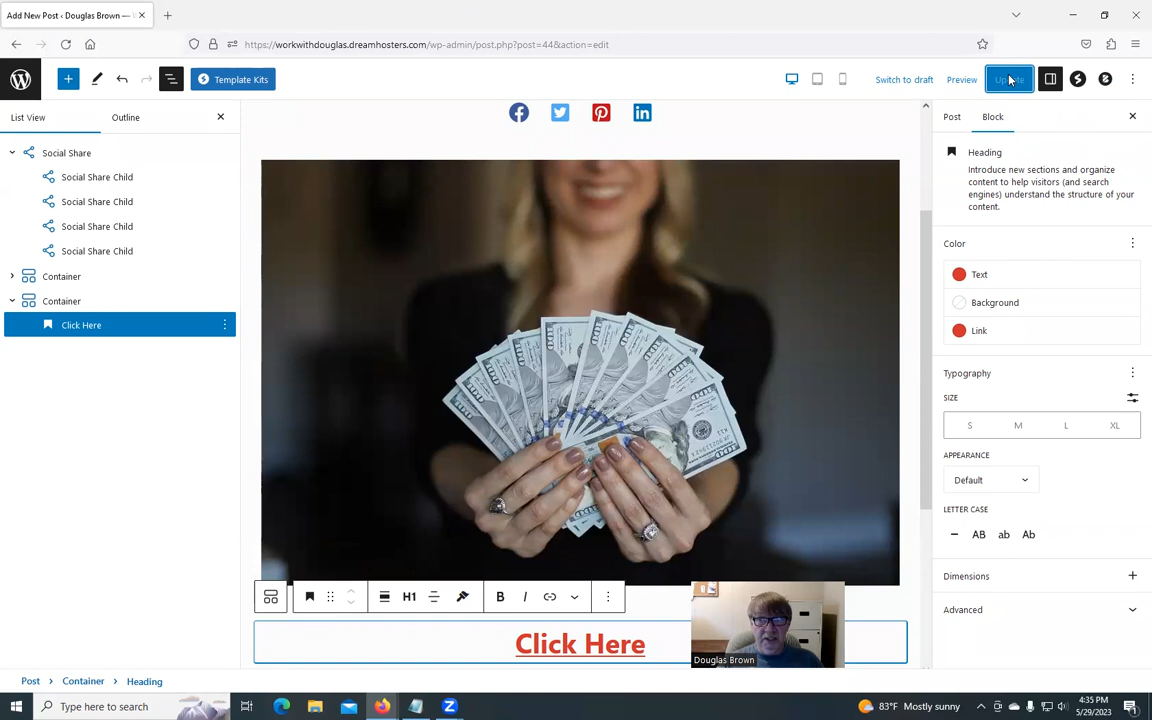 Add New Post ‹ Douglas Brown —
https://workwithdouglas.dreamhosters.com/wp-admin/post.php?post=44&action=edit
Template Kits
Switch to draft
Preview
Update
List View
Outline
Social Share
Social Share Child
Social Share Child
Social Share Child
Social Share Child
Container
Container
Click Here
H1
B
I
Click Here
Douglas Brown
Post
Block
Heading
Introduce new sections and organize
content to help visitors (and search
engines) understand the structure of your
content.
Color
Text
Background
Link
Typography
SIZE
S
M
L
XL
APPEARANCE
Default
LETTER CASE
–
AB
ab
Ab
Dimensions
Advanced
Post
Container
Heading
Type here to search
83°F Mostly sunny
4:35 PM
5/29/2023